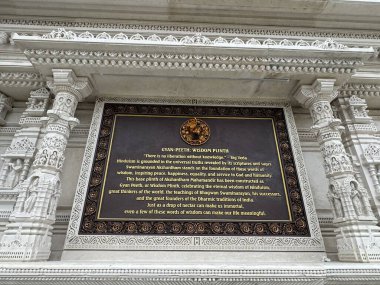 GYAN-PEETH: WISDOM PLINTH
"There is no liberation without knowledge." - Rig Veda
Hinduism is grounded in the universal truths revealed by its scriptures and sages.
Swaminarayan Akshardham stands on the foundation of these words of
wisdom, inspiring peace, happiness, equality and service to God and humanity.
This base plinth of Akshardham Mahamandir has been constructed as
Gyan Peeth, or Wisdom Plinth, celebrating the eternal wisdom of Hinduism,
great thinkers of the world, the teachings of Bhagwan Swaminarayan, his successors,
and the great founders of the Dharmic traditions of India.
Just as a drop of nectar can make us immortal,
even a few of these words of wisdom can make our life meaningful.